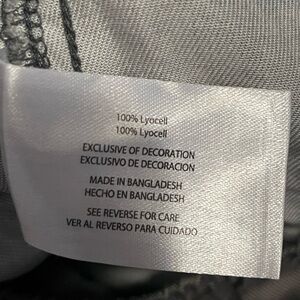 100% Lyocell
100% Lyocell
EXCLUSIVE OF DECORATION
EXCLUSIVO DE DECORACION
MADE IN BANGLADESH
HECHO EN BANGLADESH
SEE REVERSE FOR CARE
VER AL REVERSO PARA CUIDADO